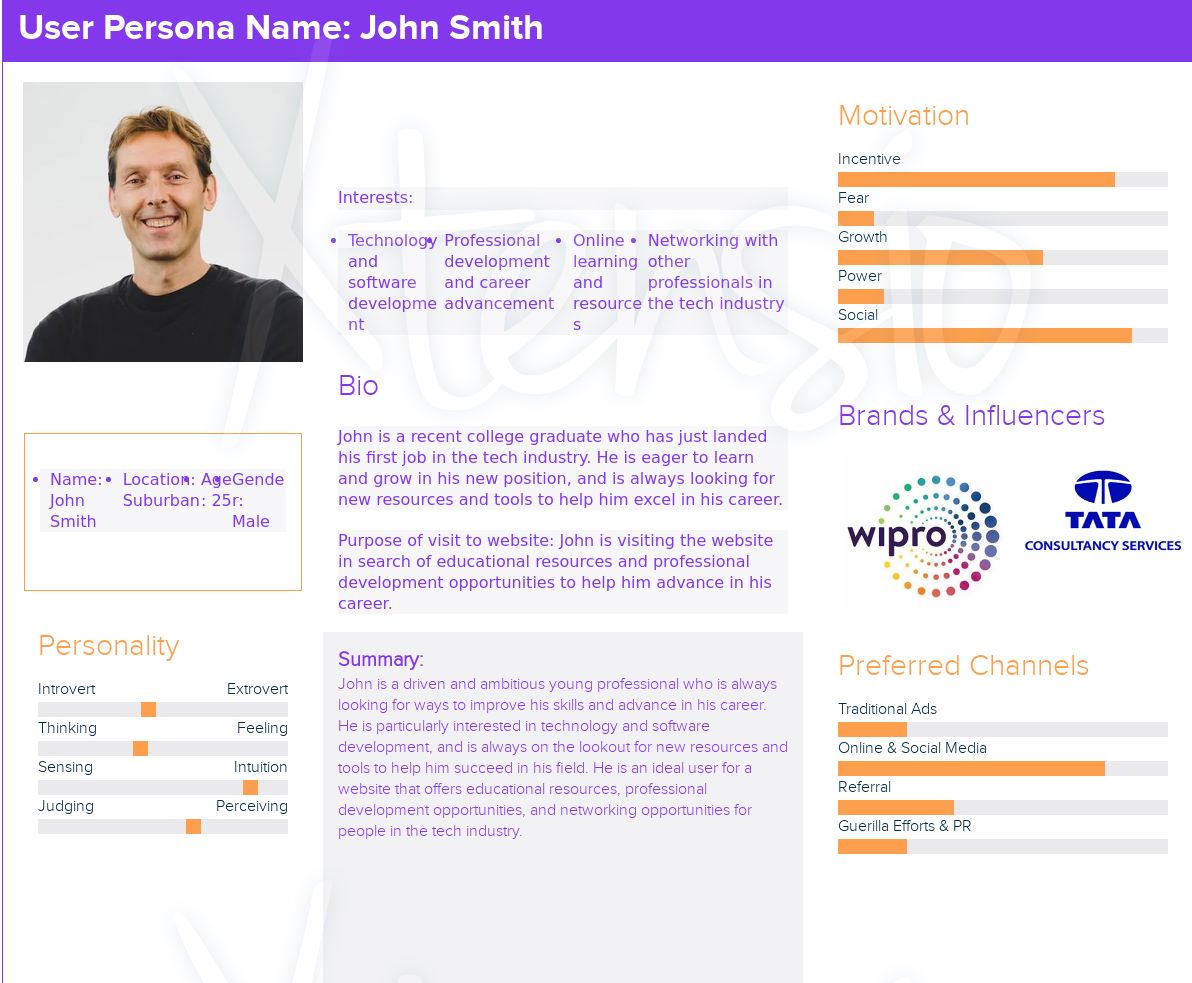 User Persona Name: John Smith
Interests:
• Technology and software developme nt
• Professional development and career advancement
• Online learning and resource s
• Networking with other professionals in the tech industry
Bio
John is a recent college graduate who has just landed
his first job in the tech industry. He is eager to learn
and grow in his new position, and is always looking for
new resources and tools to help him excel in his career.
Purpose of visit to website: John is visiting the website
in search of educational resources and professional
development opportunities to help him advance in his
career.
Summary:
John is a driven and ambitious young professional who is always
looking for ways to improve his skills and advance in his career.
He is particularly interested in technology and software
development, and is always on the lookout for new resources and
tools to help him succeed in his field. He is an ideal user for a
website that offers educational resources, professional
development opportunities, and networking opportunities for
people in the tech industry.
• Name: John Smith
• Location: Suburban
• Age : 25
• Gende r: Male
Personality
Introvert Extrovert
Thinking Feeling
Sensing Intuition
Judging Perceiving
Motivation
Incentive
Fear
Growth
Power
Social
Brands & Influencers
wipro
TATA
CONSULTANCY SERVICES
Preferred Channels
Traditional Ads
Online & Social Media
Referral
Guerilla Efforts & PR
Xtensio